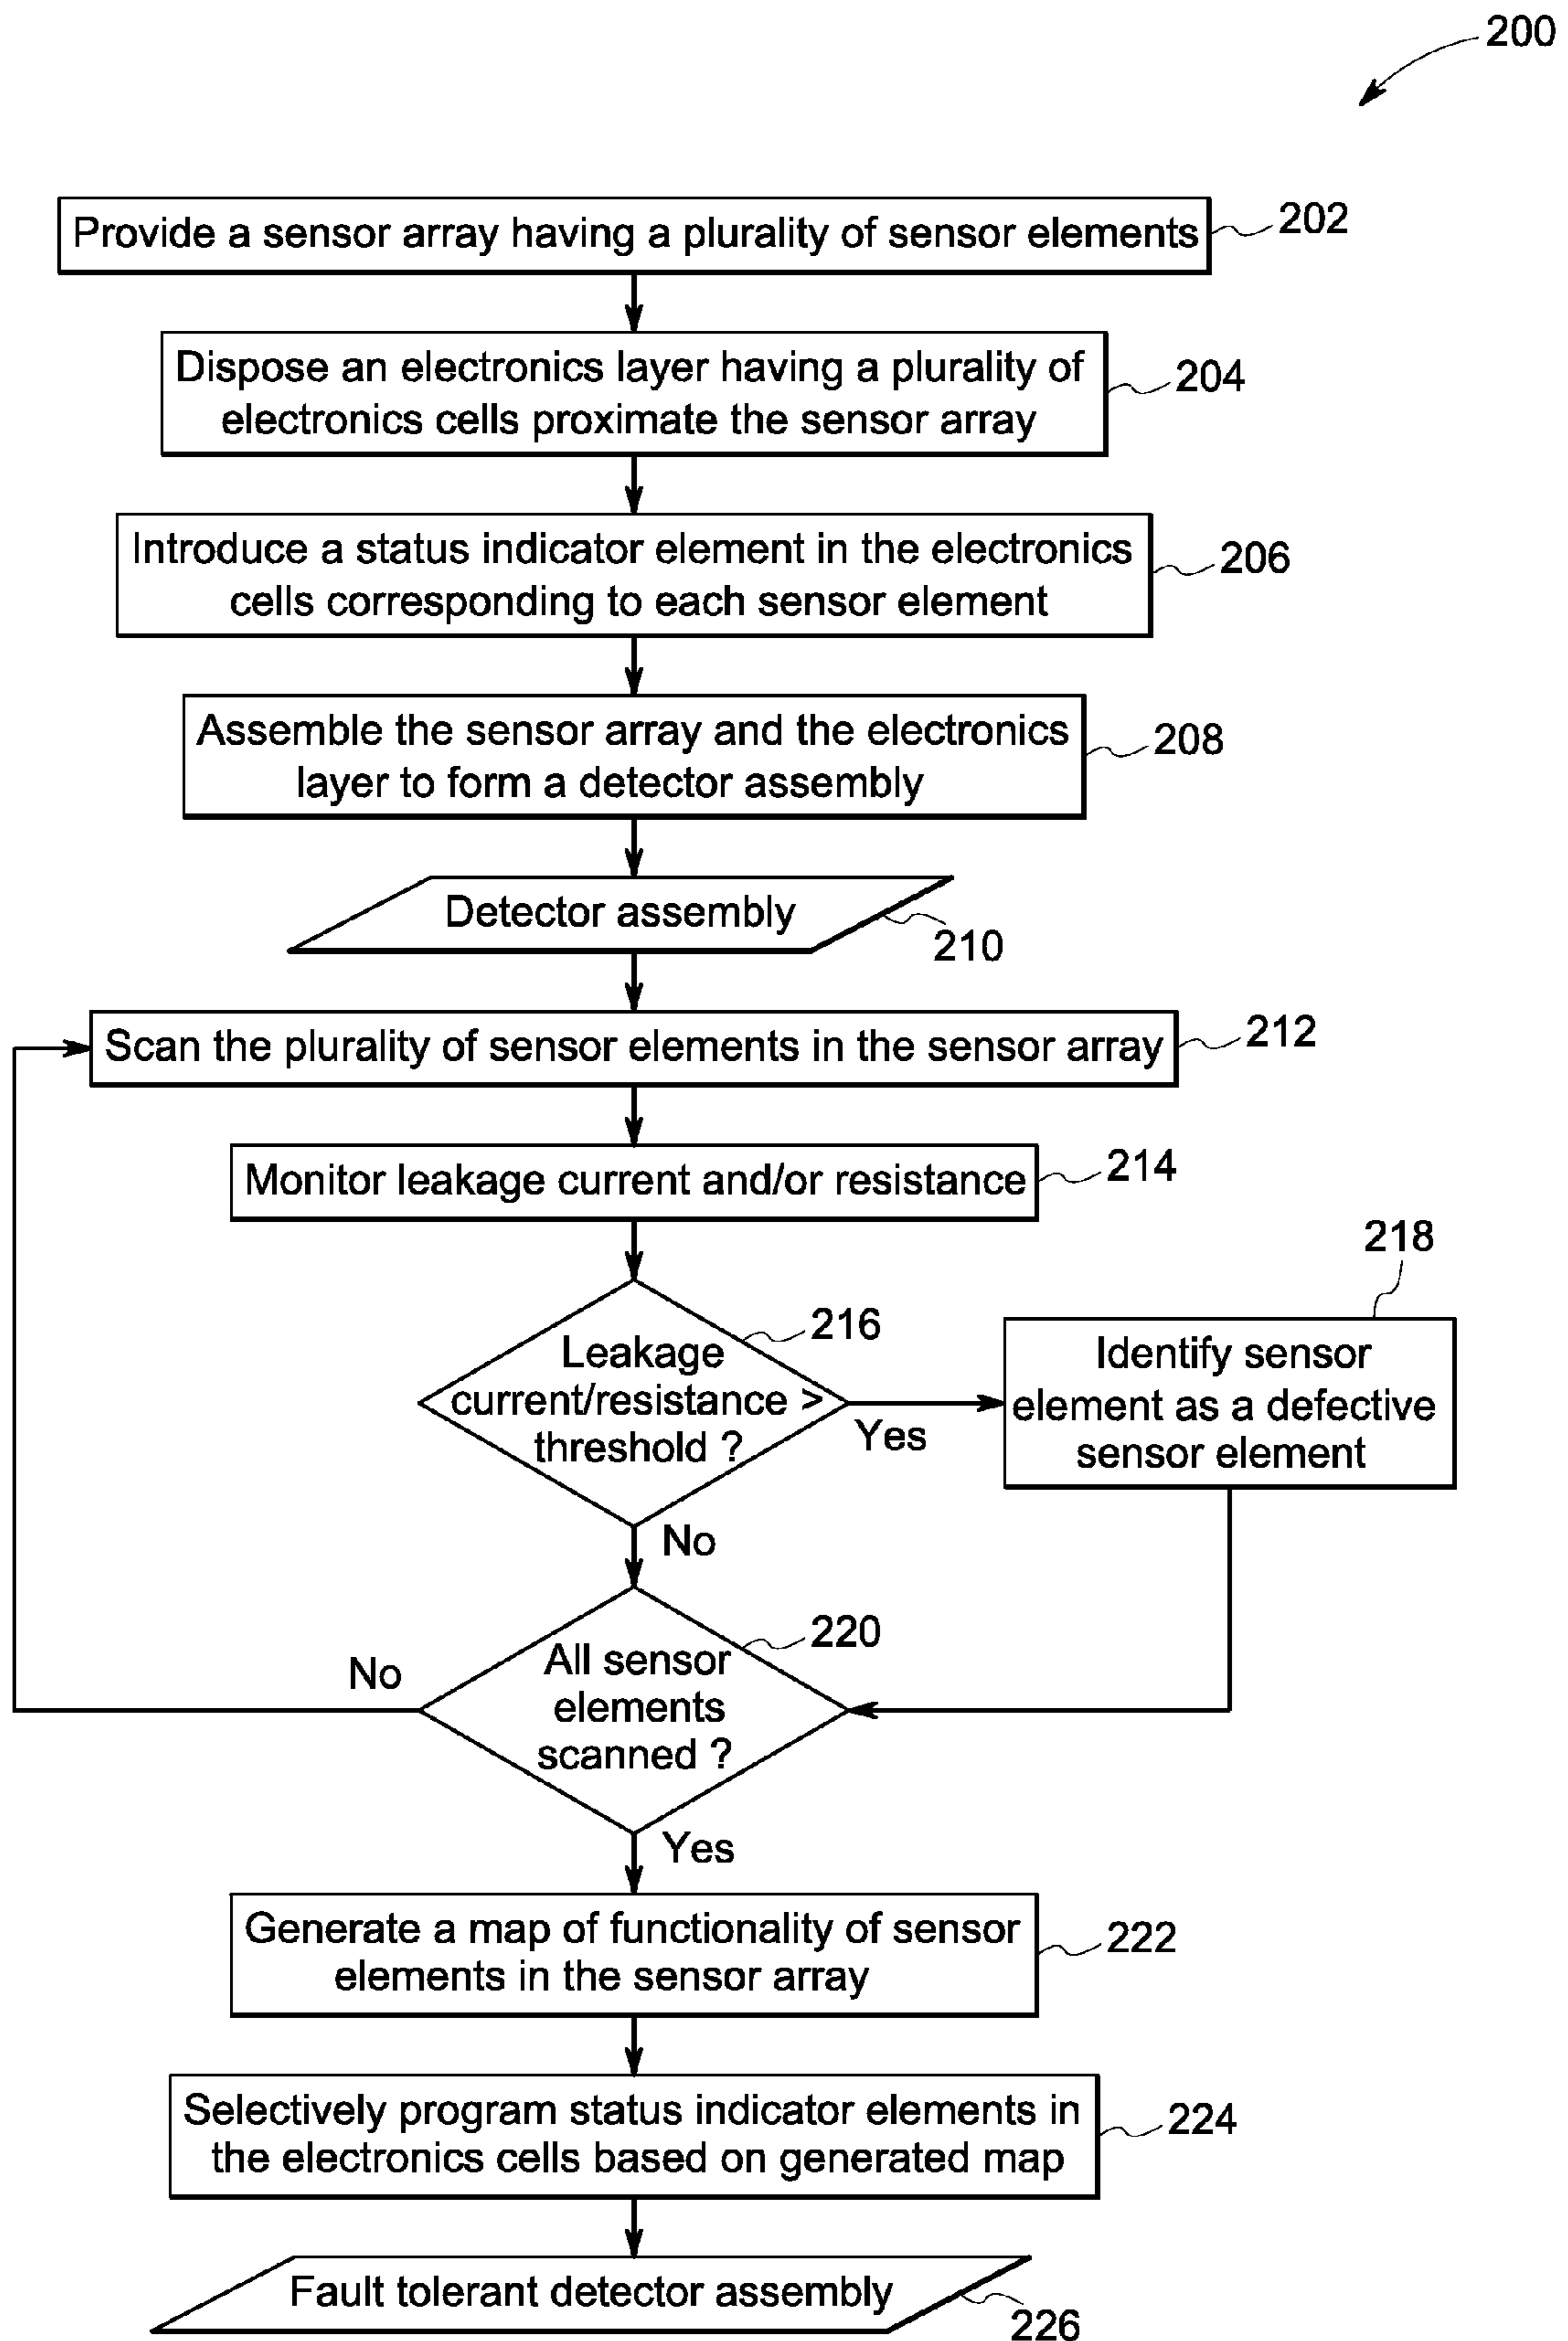 200
Provide a sensor array having a plurality of sensor elements
202
Dispose an electronics layer having a plurality of
electronics cells proximate the sensor array
204
Introduce a status indicator element in the electronics
cells corresponding to each sensor element
206
Assemble the sensor array and the electronics
layer to form a detector assembly
208
Detector assembly
210
Scan the plurality of sensor elements in the sensor array
212
Monitor leakage current and/or resistance
214
Leakage
current/resistance >
threshold ?
216
Yes
No
218
Identify sensor
element as a defective
sensor element
All sensor
elements
scanned ?
220
No
Yes
Generate a map of functionality of sensor
elements in the sensor array
222
Selectively program status indicator elements in
the electronics cells based on generated map
224
Fault tolerant detector assembly
226